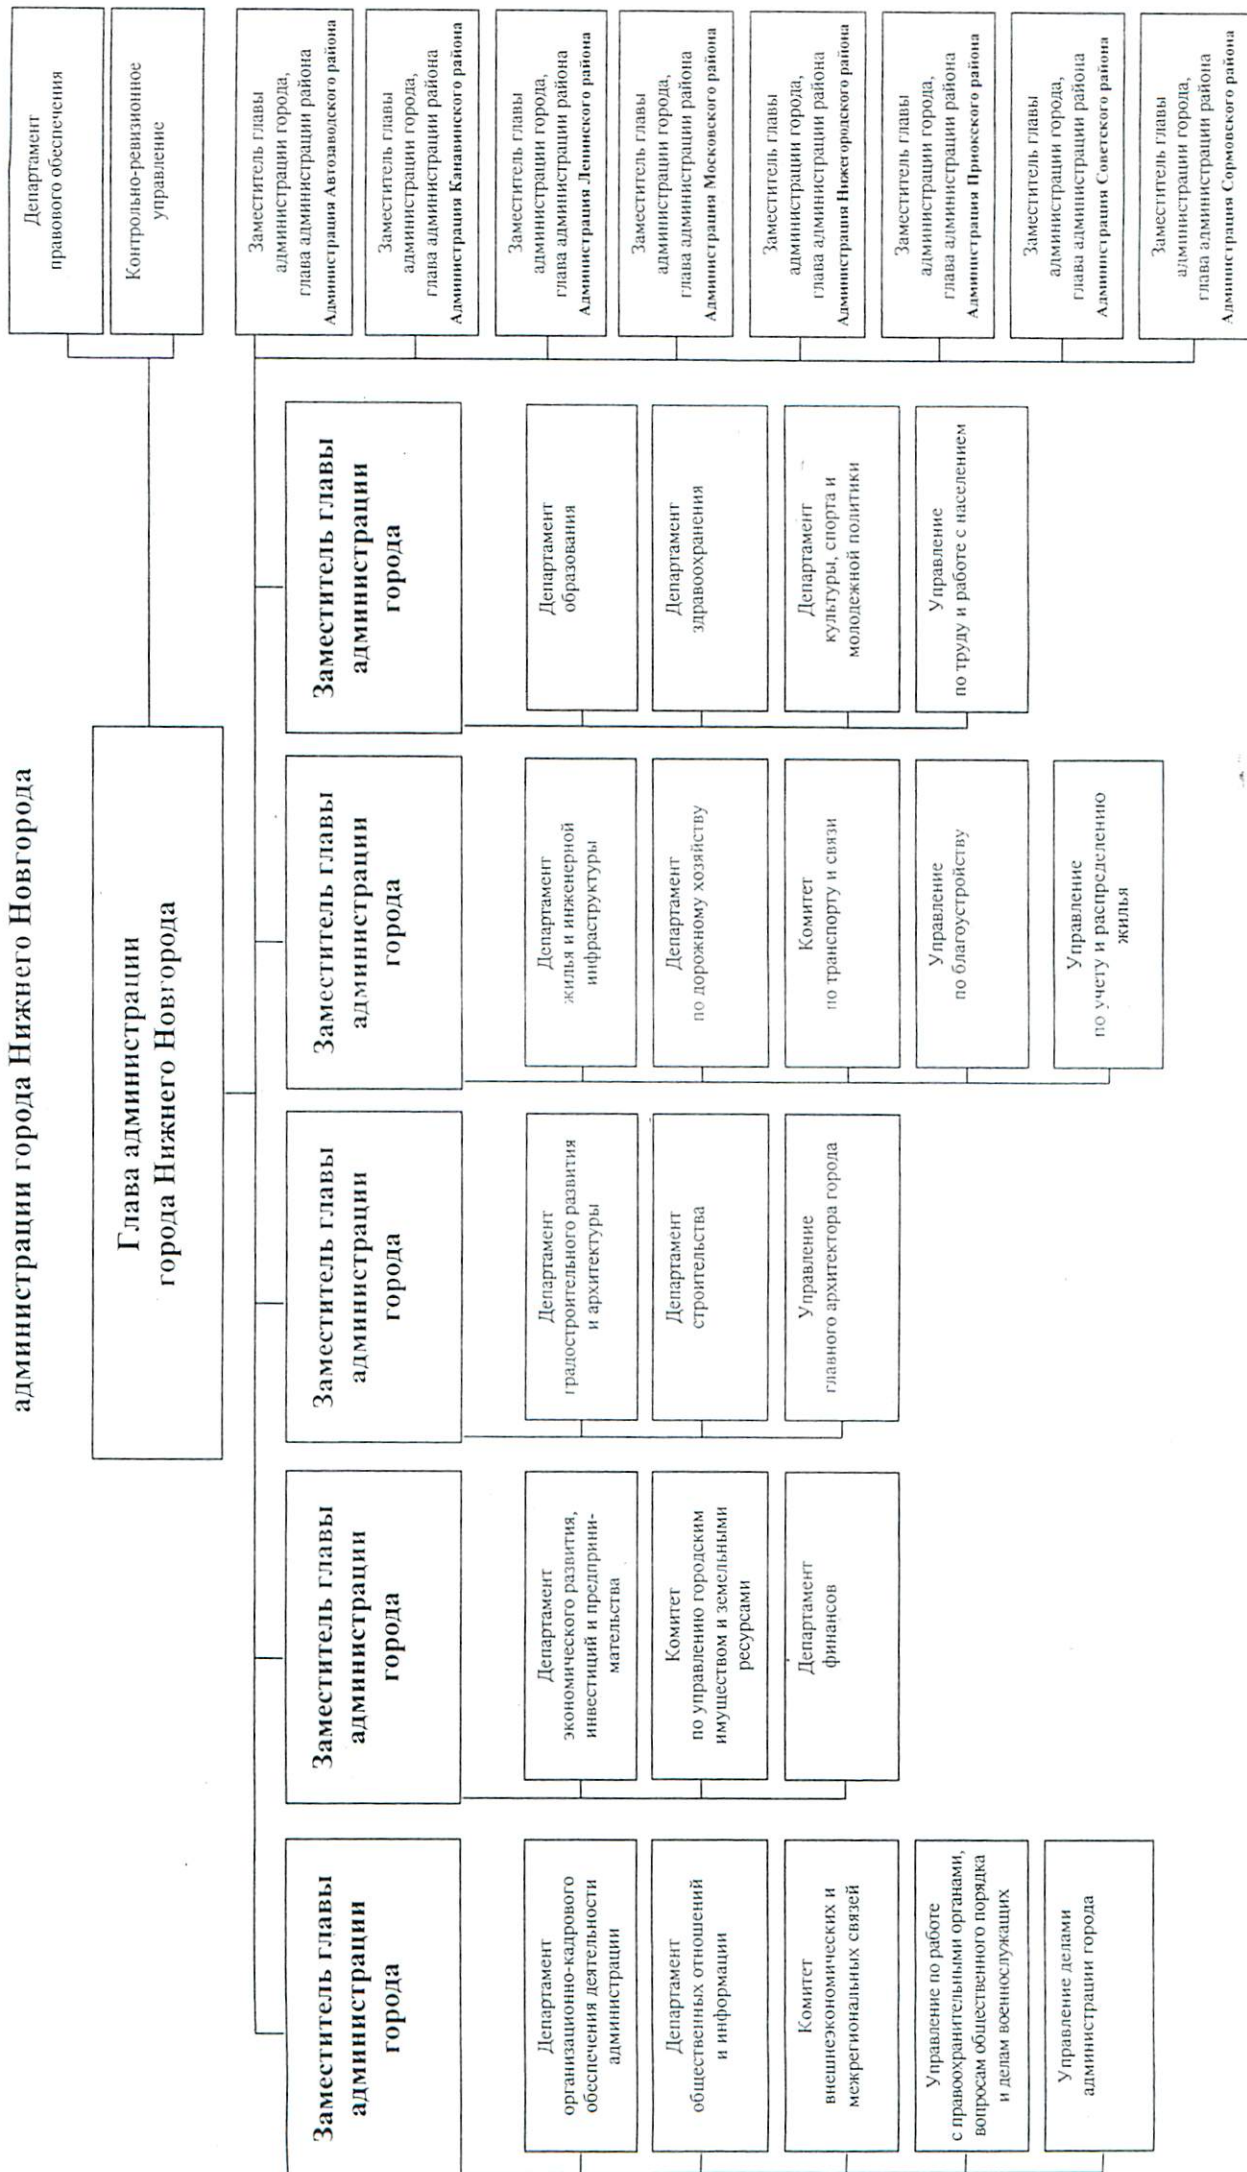 администрации города Нижнего Новгорода
Глава администрации
города Нижнего Новгорода
Департамент
правового обеспечения
Контрольно-ревизионное
управление
Заместитель главы
администрации
города
Департамент
организационно-кадрового
обеспечения деятельности
администрации
Департамент
общественных отношений
и информации
Комитет
внешнеэкономических и
межрегиональных связей
Управление по работе
с правоохранительными органами,
вопросам общественного порядка
и делам военнослужащих
Управление делами
администрации города
Заместитель главы
администрации
города
Департамент
экономического развития,
инвестиций и предприни-
мательства
Комитет
по управлению городским
имуществом и земельными
ресурсами
Департамент
финансов
Заместитель главы
администрации
города
Департамент
градостроительного развития
и архитектуры
Департамент
строительства
Управление
главного архитектора города
Заместитель главы
администрации
города
Департамент
жилья и инженерной
инфраструктуры
Департамент
по дорожному хозяйству
Комитет
по транспорту и связи
Управление
по благоустройству
Управление
по учету и распределению
жилья
Заместитель главы
администрации
города
Департамент
образования
Департамент
здравоохранения
Департамент
культуры, спорта и
молодежной политики
Управление
по труду и работе с населением
Заместитель главы
администрации города,
глава администрации района
Администрация Автозаводского района
Заместитель главы
администрации города,
глава администрации района
Администрация Канавинского района
Заместитель главы
администрации города,
глава администрации района
Администрация Ленинского района
Заместитель главы
администрации города,
глава администрации района
Администрация Московского района
Заместитель главы
администрации города,
глава администрации района
Администрация Нижегородского района
Заместитель главы
администрации города,
глава администрации района
Администрация Приокского района
Заместитель главы
администрации города,
глава администрации района
Администрация Советского района
Заместитель главы
администрации города,
глава администрации района
Администрация Сормовского района